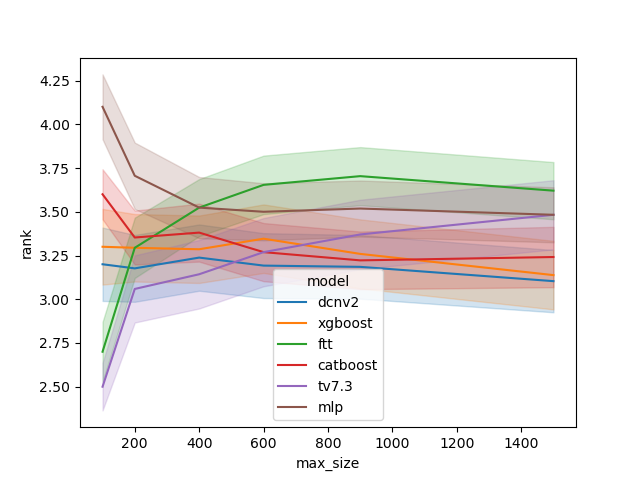 4.25
4.00
3.75
3.50
3.25
3.00
2.75
2.50
rank
model
dcnv2
xgboost
ftt
catboost
tv7.3
mlp
200 400 600 800 1000 1200 1400
max_size